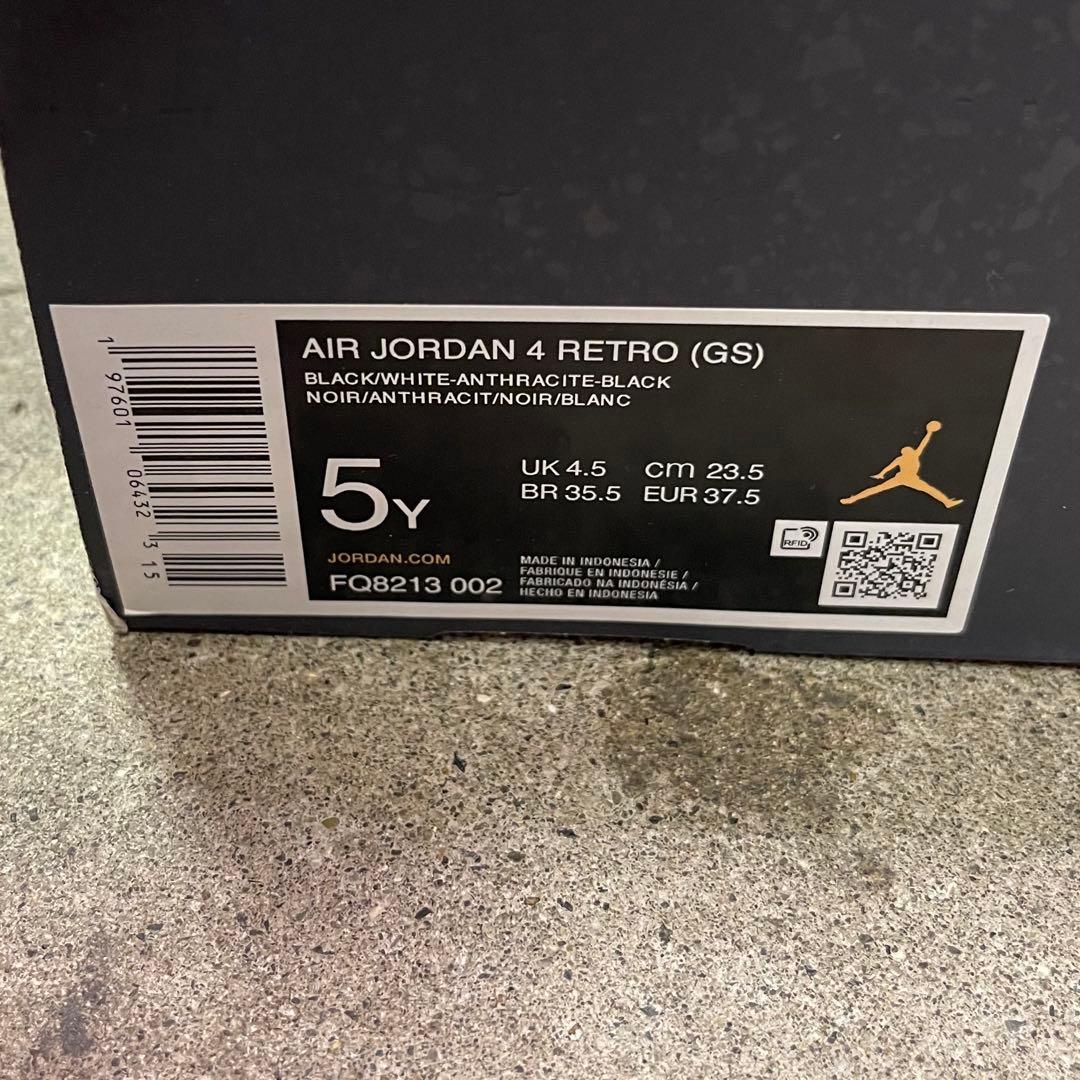 AIR JORDAN 4 RETRO (GS)
BLACK/WHITE-ANTHRACITE-BLACK
NOIR/ANTHRACIT/NOIR/BLANC
5Y
UK 4.5 cm 23.5
BR 35.5 EUR 37.5
JORDAN.COM
FQ8213 002
MADE IN INDONESIA /
FABRIQUE EN INDONESIE /
FABRICADO NA INDONÉSIA /
HECHO EN INDONESIA
RFID
1 97601 06432 3 15